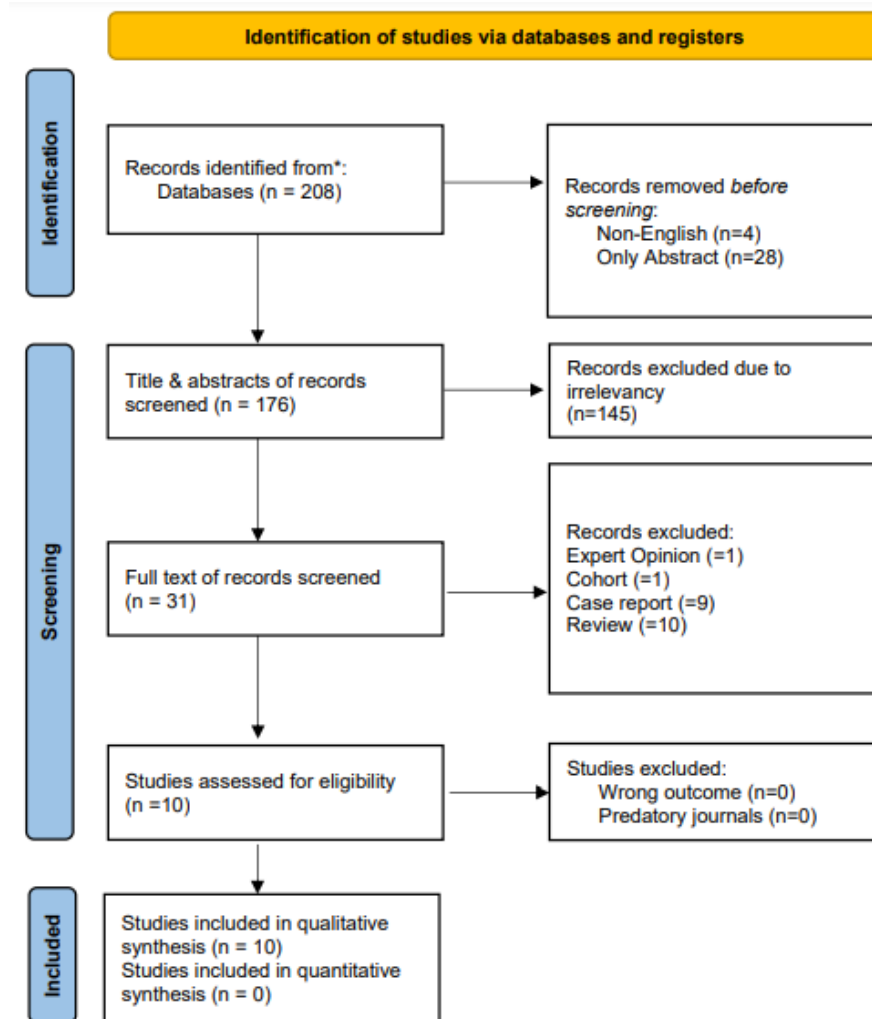 Identification of studies via databases and registers
Identification
Records identified from*:
Databases (n = 208)
Records removed before
screening:
Non-English (n=4)
Only Abstract (n=28)
Screening
Title & abstracts of records
screened (n = 176)
Records excluded due to
irrelevancy
(n=145)
Full text of records screened
(n = 31)
Records excluded:
Expert Opinion (=1)
Cohort (=1)
Case report (=9)
Review (=10)
Studies assessed for eligibility
(n =10)
Studies excluded:
Wrong outcome (n=0)
Predatory journals (n=0)
Included
Studies included in qualitative
synthesis (n = 10)
Studies included in quantitative
synthesis (n = 0)